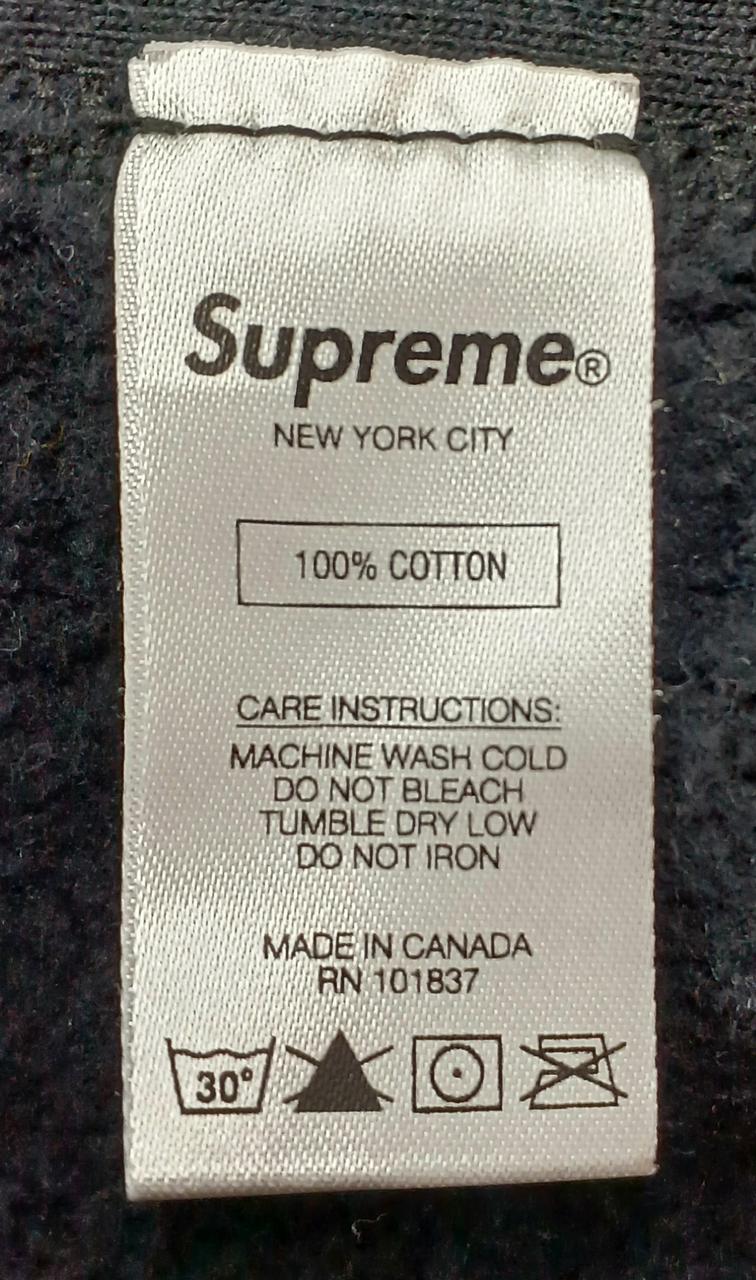 Supreme®
NEW YORK CITY
100% COTTON
CARE INSTRUCTIONS:
MACHINE WASH COLD
DO NOT BLEACH
TUMBLE DRY LOW
DO NOT IRON
MADE IN CANADA
RN 101837
30°